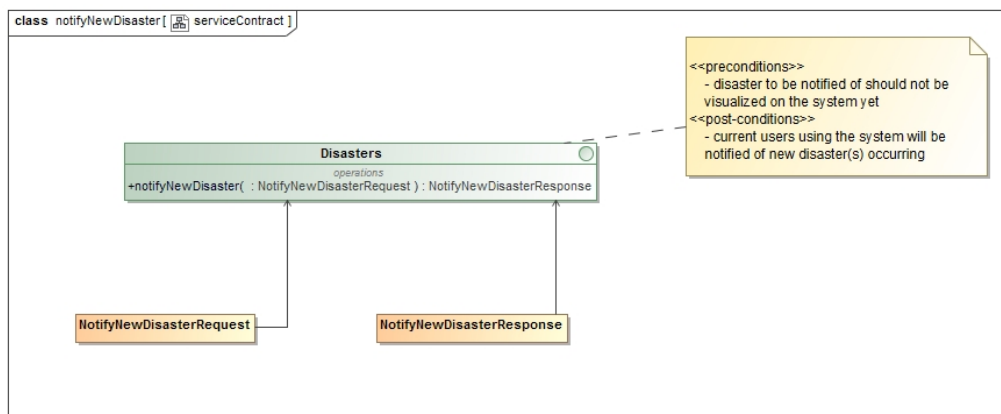 class notifyNewDisaster [ serviceContract ]
<<preconditions>>
- disaster to be notified of should not be
visualized on the system yet
<<post-conditions>>
- current users using the system will be
notified of new disaster(s) occurring
Disasters
operations
+notifyNewDisaster( : NotifyNewDisasterRequest ) : NotifyNewDisasterResponse
NotifyNewDisasterRequest
NotifyNewDisasterResponse